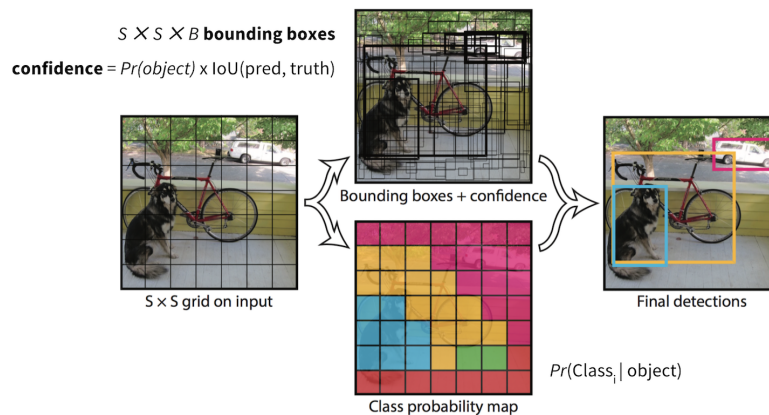 S × S × B bounding boxes
confidence = Pr(object) x IoU(pred, truth)
Bounding boxes + confidence
S × S grid on input
Final detections
Pr(Class_i | object)
Class probability map